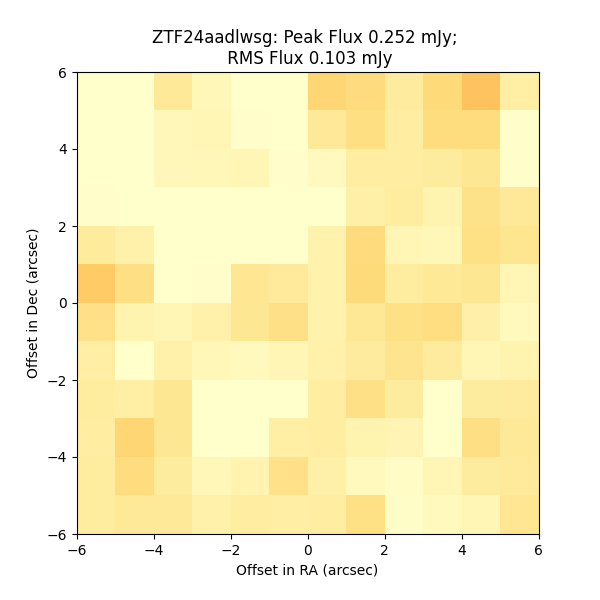 ZTF24aadlwsg: Peak Flux 0.252 mJy;
RMS Flux 0.103 mJy
6
4
2
0
−2
−4
−6
Offset in Dec (arcsec)
−6 −4 −2 0 2 4 6
Offset in RA (arcsec)